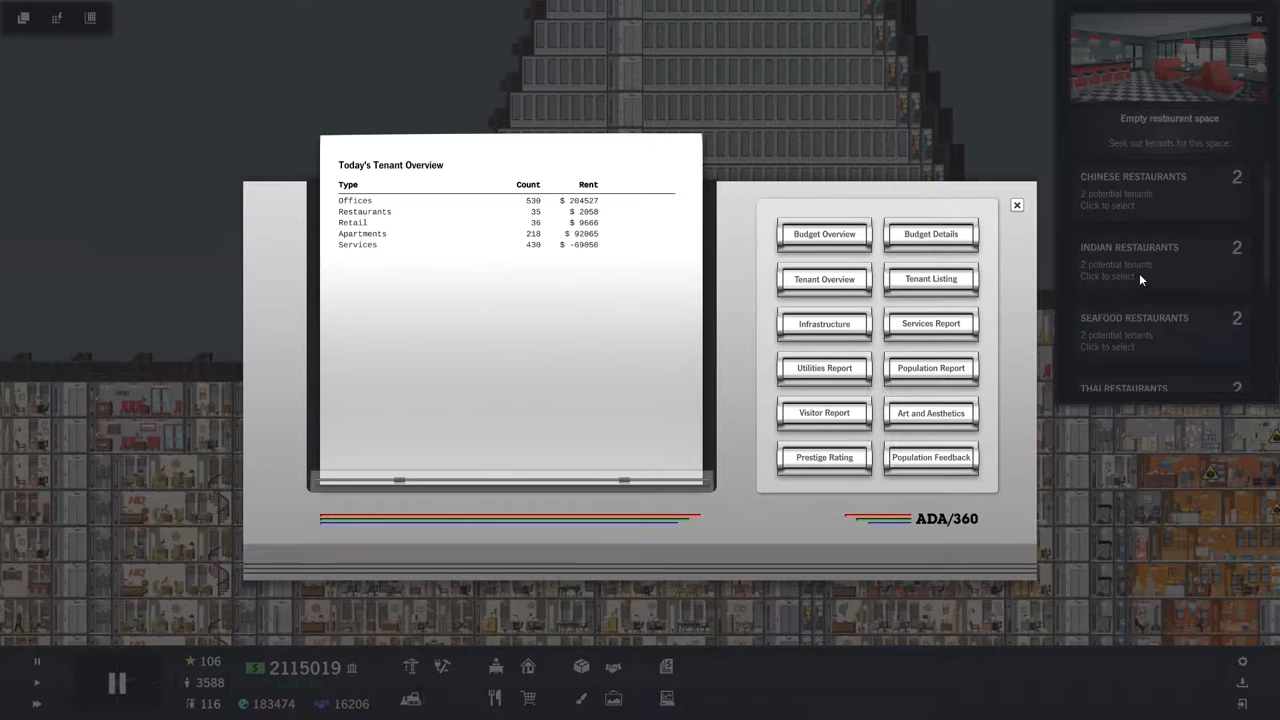 Today's Tenant Overview
Type Count Rent
Offices 530 $ 204527
Restaurants 35 $ 2058
Retail 36 $ 9666
Apartments 218 $ 92065
Services 430 $ -69050
Budget Overview Budget Details
Tenant Overview Tenant Listing
Infrastructure Services Report
Utilities Report Population Report
Visitor Report Art and Aesthetics
Prestige Rating Population Feedback
ADA/360
Empty restaurant space
Seek out tenants for this space:
CHINESE RESTAURANTS 2
2 potential tenants
Click to select
INDIAN RESTAURANTS 2
2 potential tenants
Click to select
SEAFOOD RESTAURANTS 2
2 potential tenants
Click to select
THAI RESTAURANTS 2
106
2115019
3588
116
183474
16206